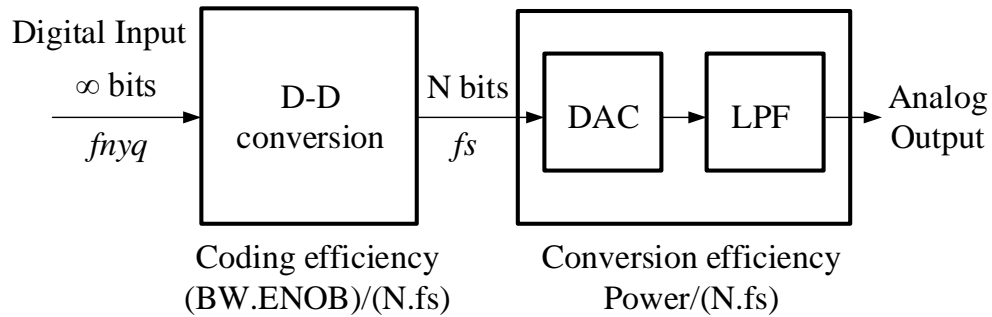 Digital Input
∞ bits
fnyq
D-D
conversion
N bits
fs
DAC
LPF
Analog
Output
Coding efficiency
(BW.ENOB)/(N.fs)
Conversion efficiency
Power/(N.fs)